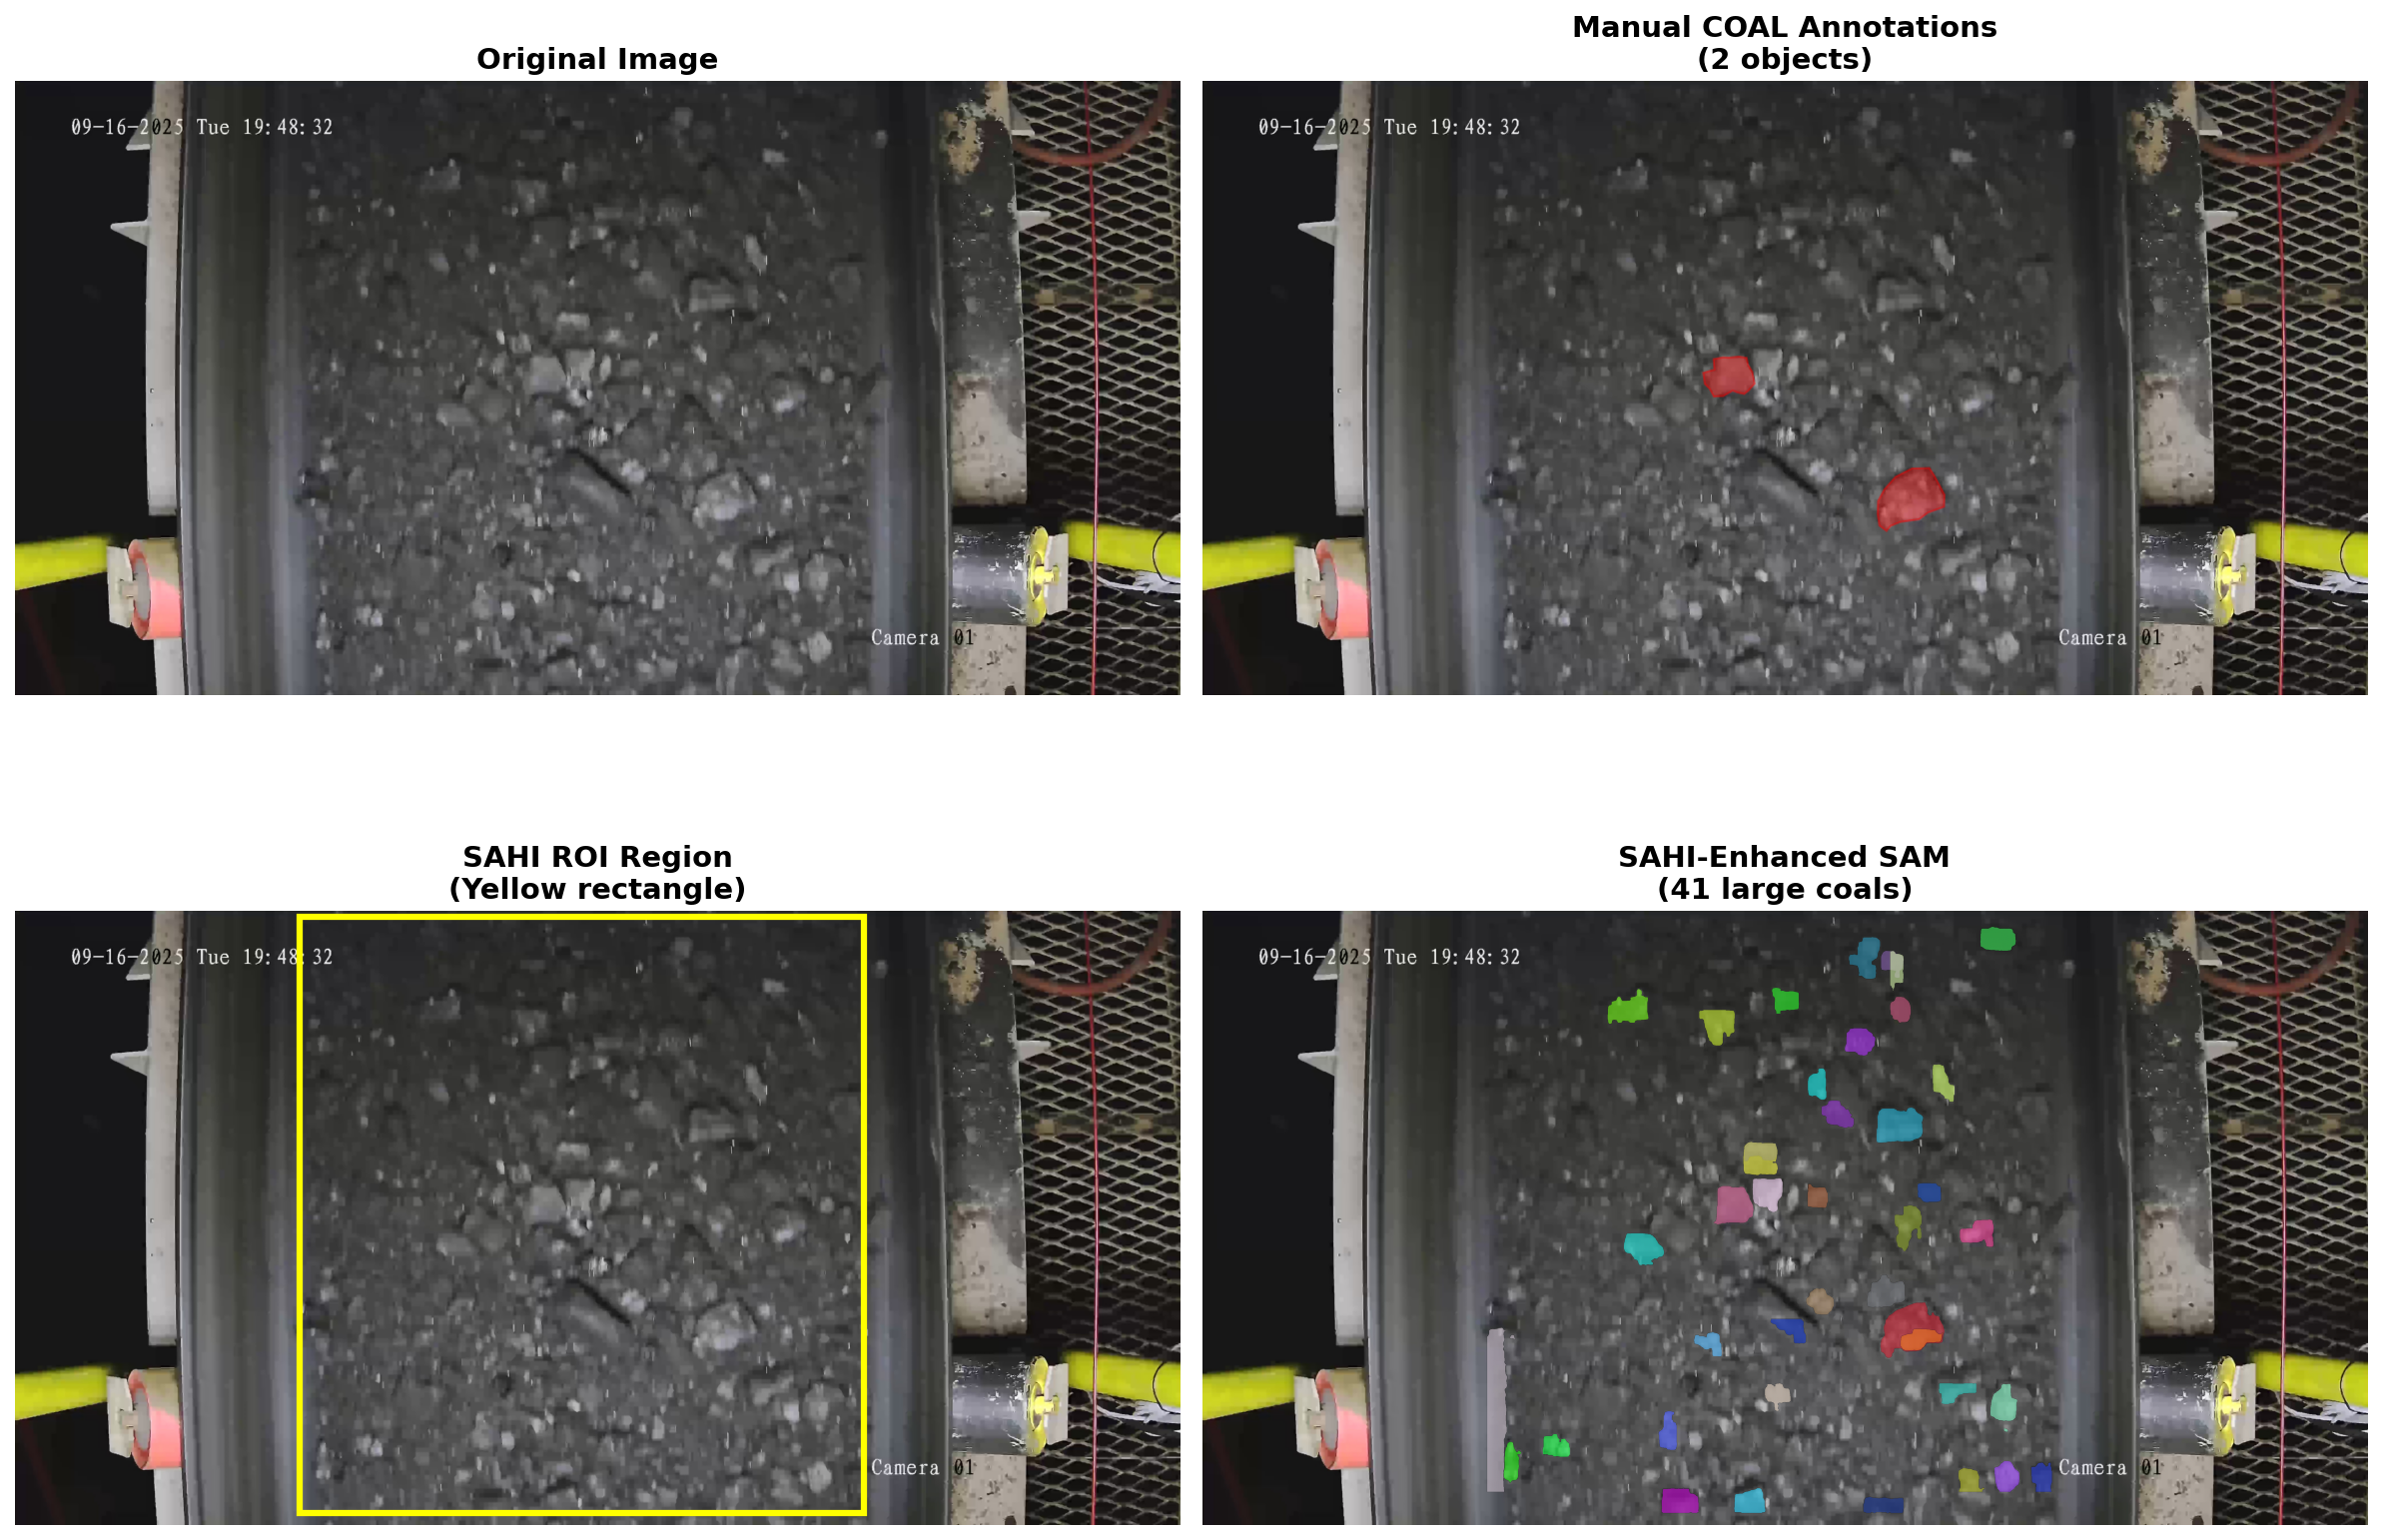 Original Image
09-16-2025 Tue 19:48:32
Camera 01
Manual COAL Annotations
(2 objects)
09-16-2025 Tue 19:48:32
Camera 01
SAHI ROI Region
(Yellow rectangle)
09-16-2025 Tue 19:48:32
Camera 01
SAHI-Enhanced SAM
(41 large coals)
09-16-2025 Tue 19:48:32
Camera 01